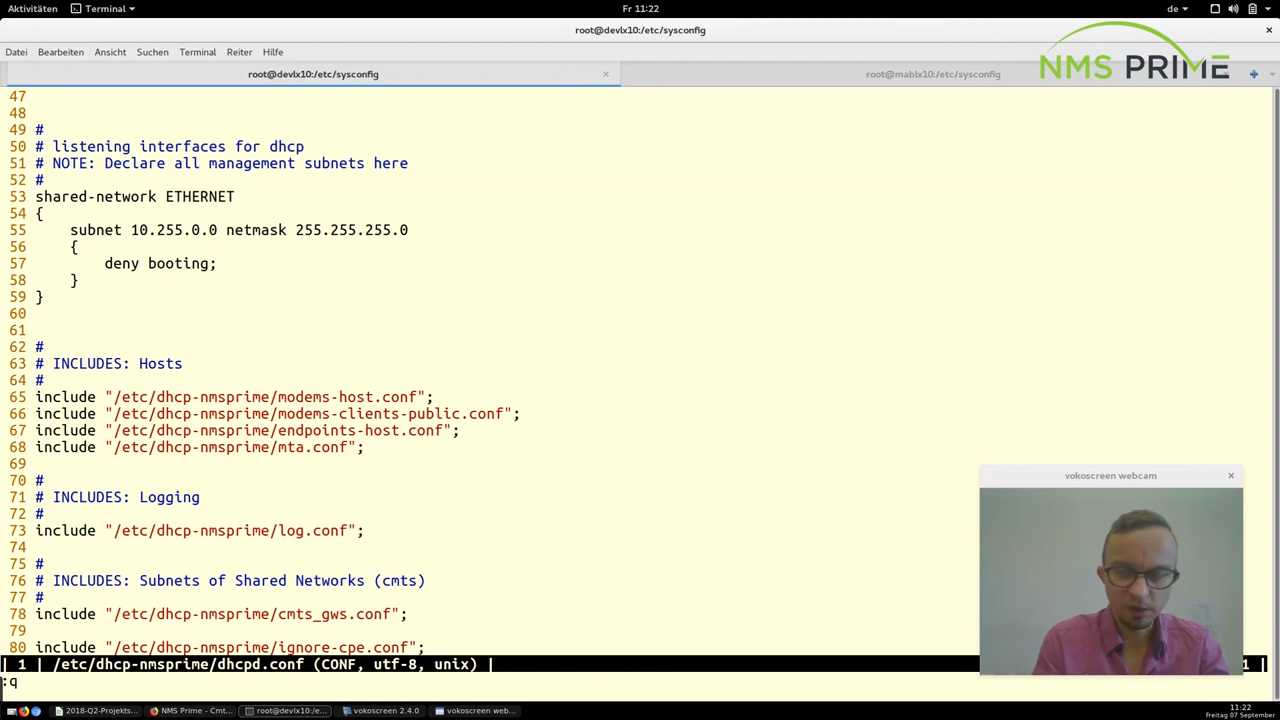 Aktivitäten Terminal Fr 11:22 de
root@devlx10:/etc/sysconfig
Datei Bearbeiten Ansicht Suchen Terminal Reiter Hilfe
NMS PRIME
root@devlx10:/etc/sysconfig root@mablx10:/etc/sysconfig
47
48
49 #
50 # listening interfaces for dhcp
51 # NOTE: Declare all management subnets here
52 #
53 shared-network ETHERNET
54 {
55     subnet 10.255.0.0 netmask 255.255.255.0
56     {
57         deny booting;
58     }
59 }
60
61
62 #
63 # INCLUDES: Hosts
64 #
65 include "/etc/dhcp-nmsprime/modems-host.conf";
66 include "/etc/dhcp-nmsprime/modems-clients-public.conf";
67 include "/etc/dhcp-nmsprime/endpoints-host.conf";
68 include "/etc/dhcp-nmsprime/mta.conf";
69
70 #
71 # INCLUDES: Logging
72 #
73 include "/etc/dhcp-nmsprime/log.conf";
74
75 #
76 # INCLUDES: Subnets of Shared Networks (cmts)
77 #
78 include "/etc/dhcp-nmsprime/cmts_gws.conf";
79
80 include "/etc/dhcp-nmsprime/ignore-cpe.conf";
| 1 | /etc/dhcp-nmsprime/dhcpd.conf (CONF, utf-8, unix) | 1 |
:q
vokoscreen webcam
2018-Q2-Projekts... NMS Prime - Cmt... root@devlx10:/e... vokoscreen 2.4.0 vokoscreen web... 11:22
Freitag 07 September